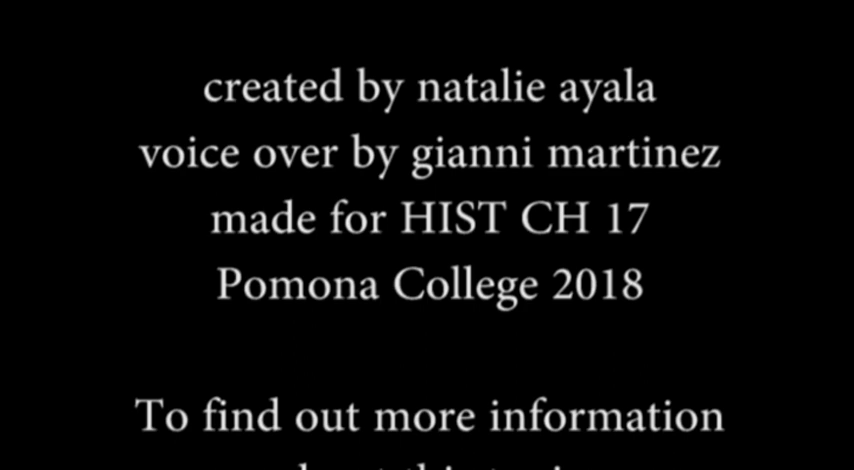 created by natalie ayala
voice over by gianni martinez
made for HIST CH 17
Pomona College 2018
To find out more information